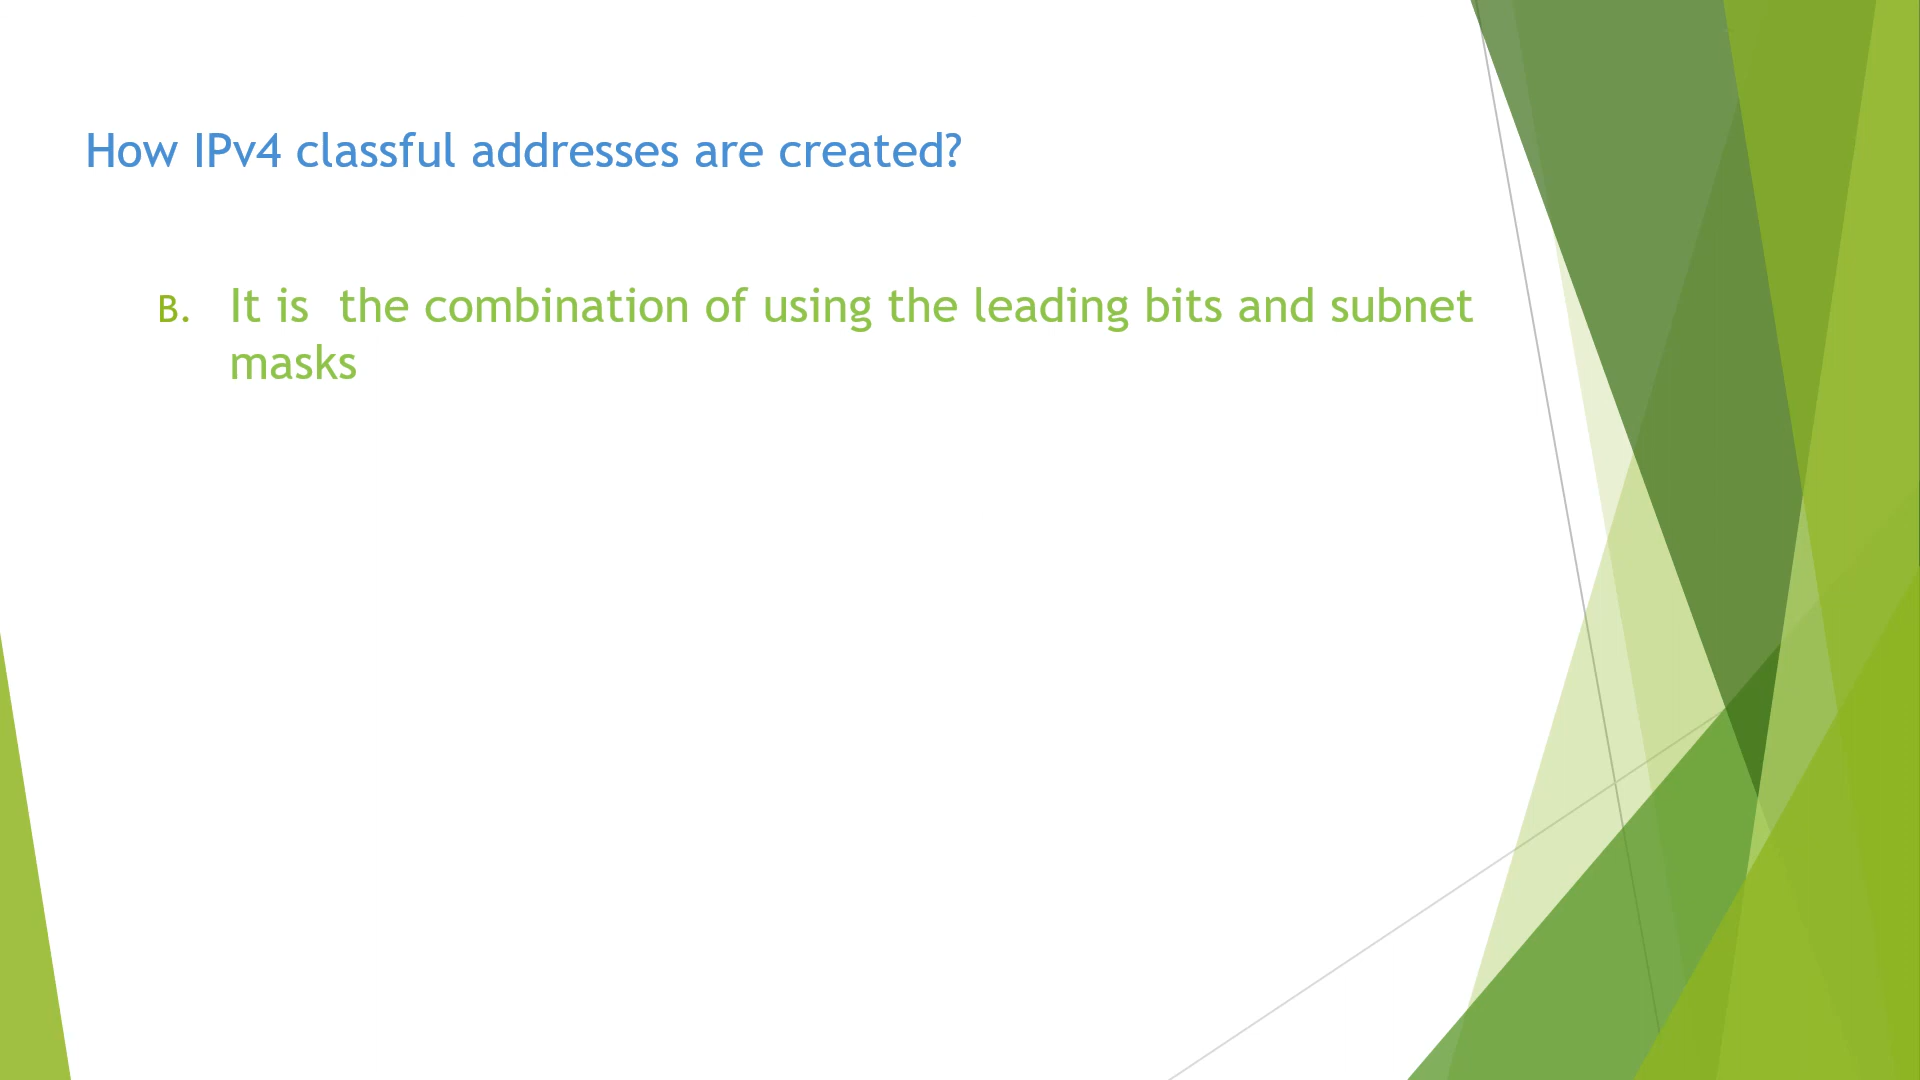 How IPv4 classful addresses are created?
B. It is  the combination of using the leading bits and subnet
masks